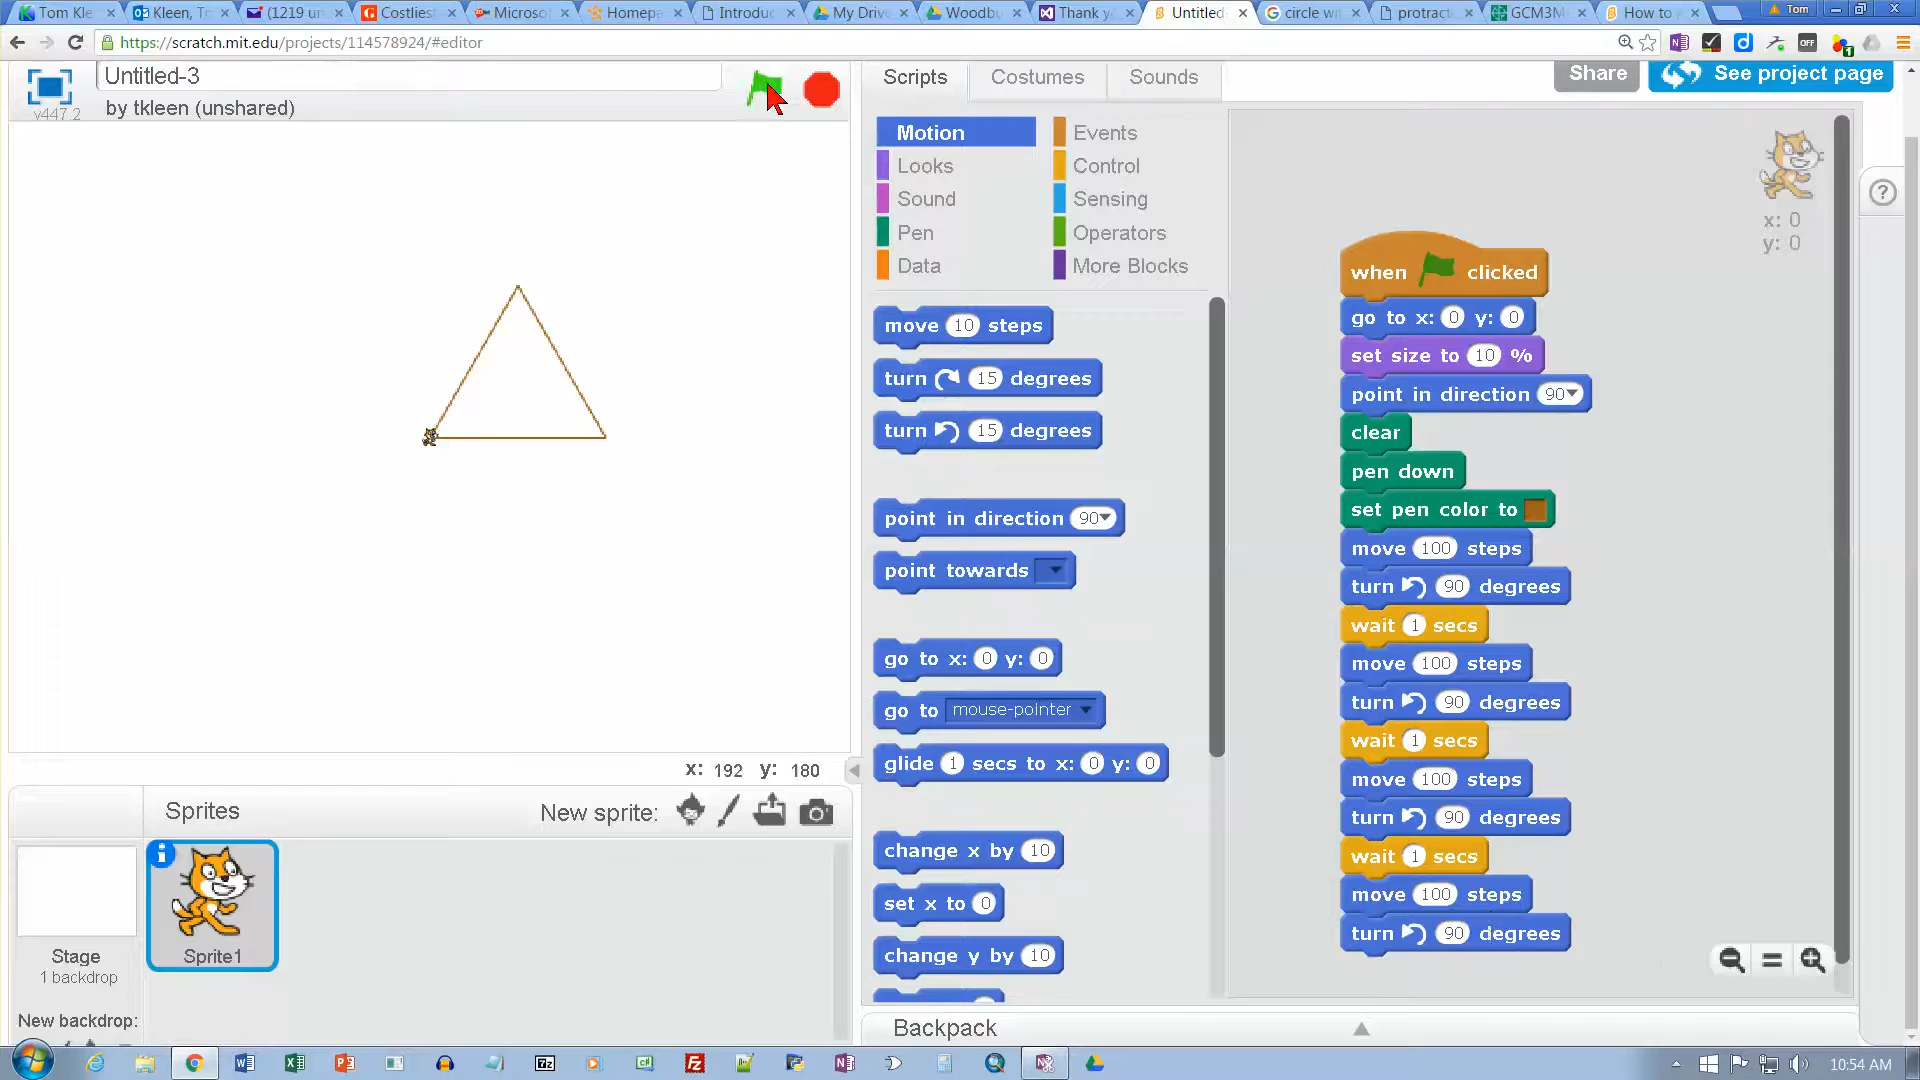 Tom Kle
Kleen, T
(1219 un
Costlies
Microso
Homepa
Introduc
My Driv
Woodb
Thank y
Untitled
circle wi
protract
GCM3M
How to
Tom
https://scratch.mit.edu/projects/114578924/#editor
OFF
1
Untitled-3
by tkleen (unshared)
v447.2
Scripts Costumes Sounds
Share See project page
Motion Events
Looks Control
Sound Sensing
Pen Operators
Data More Blocks
move 10 steps
turn 15 degrees
turn 15 degrees
point in direction 90
point towards
go to x: 0 y: 0
go to mouse-pointer
glide 1 secs to x: 0 y: 0
change x by 10
set x to 0
change y by 10
x: 0
y: 0
?
when clicked
go to x: 0 y: 0
set size to 10 %
point in direction 90
clear
pen down
set pen color to
move 100 steps
turn 90 degrees
wait 1 secs
move 100 steps
turn 90 degrees
wait 1 secs
move 100 steps
turn 90 degrees
wait 1 secs
move 100 steps
turn 90 degrees
x: 192 y: 180
Sprites New sprite:
i
Sprite1
Stage
1 backdrop
New backdrop:
Backpack
7z
10:54 AM